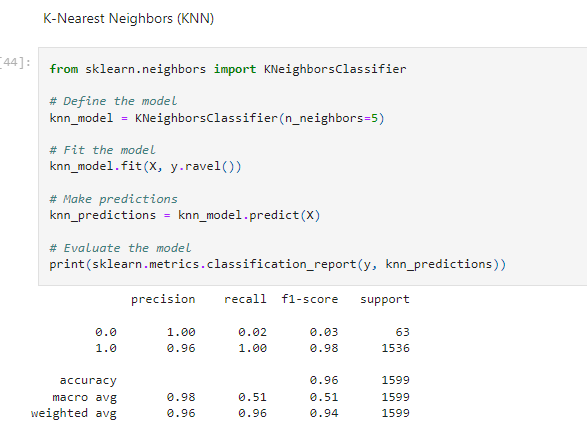 K-Nearest Neighbors (KNN)
[44]:
from sklearn.neighbors import KNeighborsClassifier
# Define the model
knn_model = KNeighborsClassifier(n_neighbors=5)
# Fit the model
knn_model.fit(X, y.ravel())
# Make predictions
knn_predictions = knn_model.predict(X)
# Evaluate the model
print(sklearn.metrics.classification_report(y, knn_predictions))
precision recall f1-score support
0.0 1.00 0.02 0.03 63
1.0 0.96 1.00 0.98 1536
accuracy 0.96 1599
macro avg 0.98 0.51 0.51 1599
weighted avg 0.96 0.96 0.94 1599